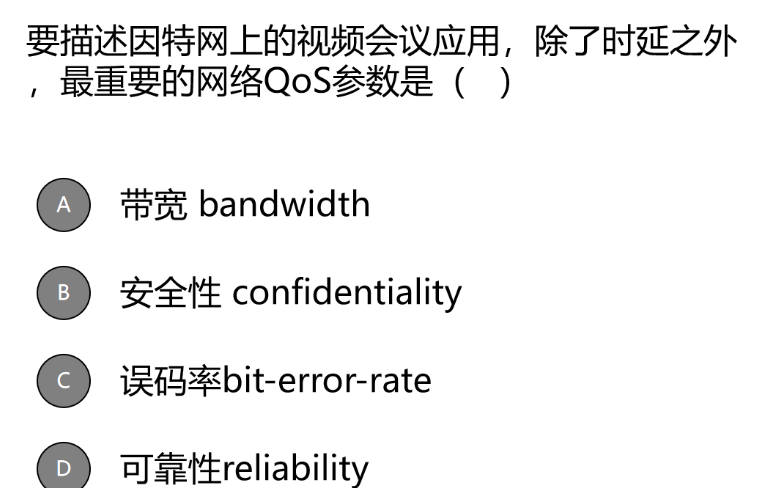 要描述因特网上的视频会议应用，除了时延之外
，最重要的网络QoS参数是（ ）
A 带宽 bandwidth
B 安全性 confidentiality
C 误码率bit-error-rate
D 可靠性reliability